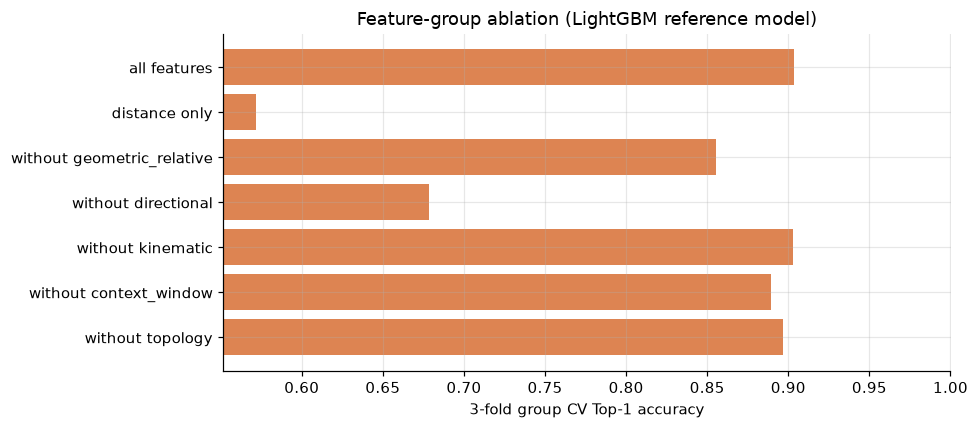 Feature-group ablation (LightGBM reference model)
all features
distance only
without geometric_relative
without directional
without kinematic
without context_window
without topology
0.60 0.65 0.70 0.75 0.80 0.85 0.90 0.95 1.00
3-fold group CV Top-1 accuracy